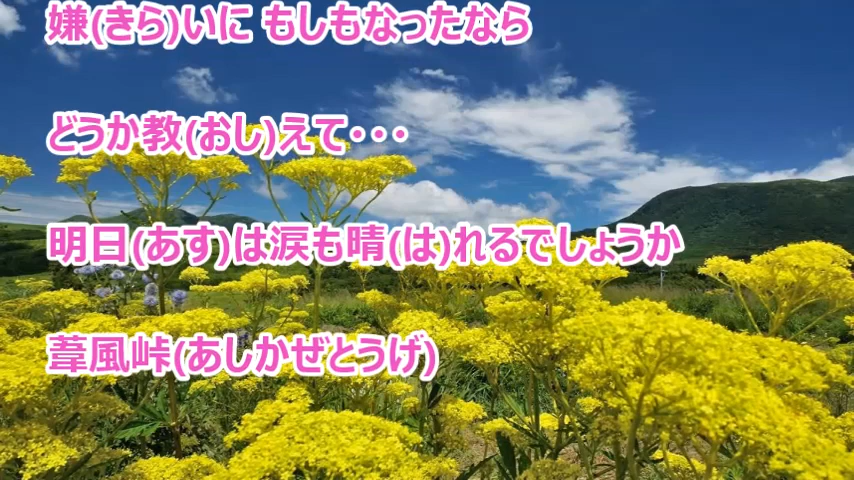 嫌(きら)いに もしもなったなら
どうか教(おし)えて・・・
明日(あす)は涙も晴(は)れるでしょうか
葦風峠(あしかぜとうげ)